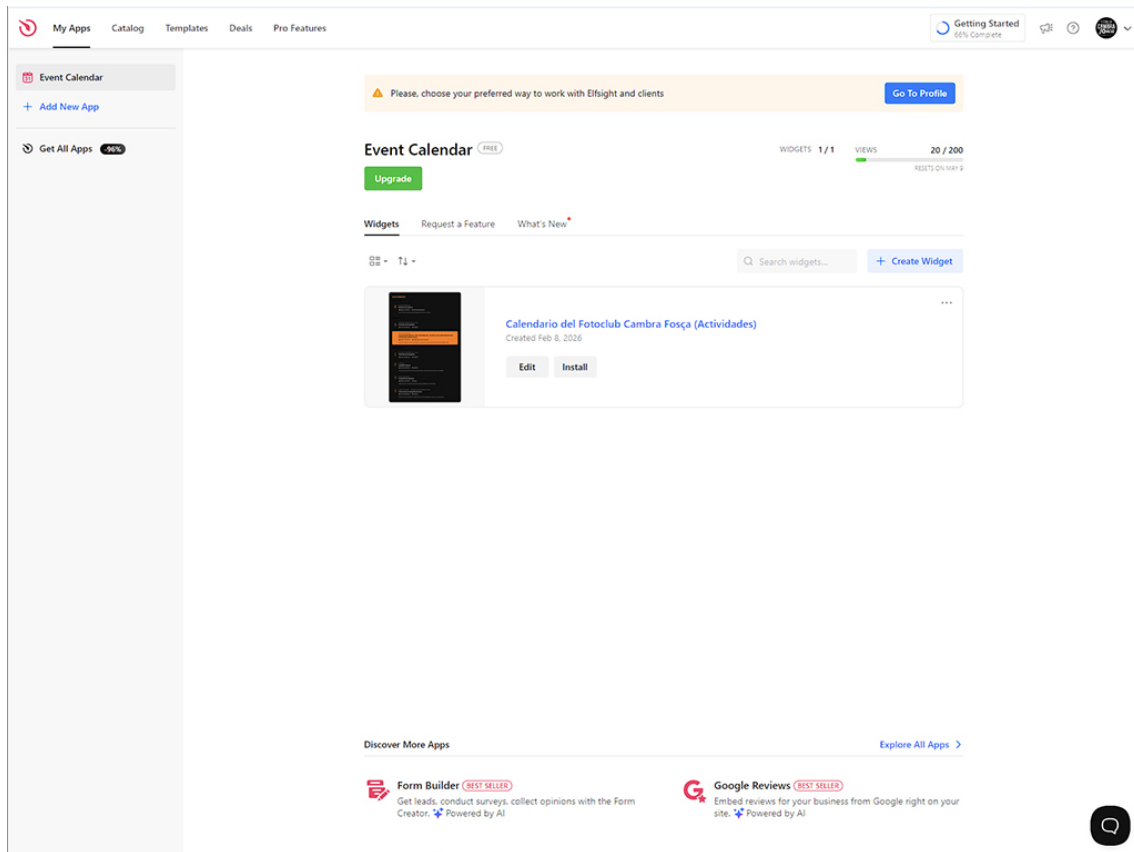 My Apps
Catalog
Templates
Deals
Pro Features
Getting Started
66% Complete
Event Calendar
+ Add New App
Get All Apps -96%
Please, choose your preferred way to work with Elfsight and clients
Go To Profile
Event Calendar FREE
WIDGETS 1 / 1
VIEWS 20 / 200
RESETS ON MAY 9
Upgrade
Widgets
Request a Feature
What's New
Search widgets...
+ Create Widget
Calendario del Fotoclub Cambra Fosça (Actividades)
Created Feb 8, 2026
Edit
Install
Discover More Apps
Explore All Apps
Form Builder BEST SELLER
Get leads, conduct surveys, collect opinions with the Form
Creator. Powered by AI
Google Reviews BEST SELLER
Embed reviews for your business from Google right on your
site. Powered by AI